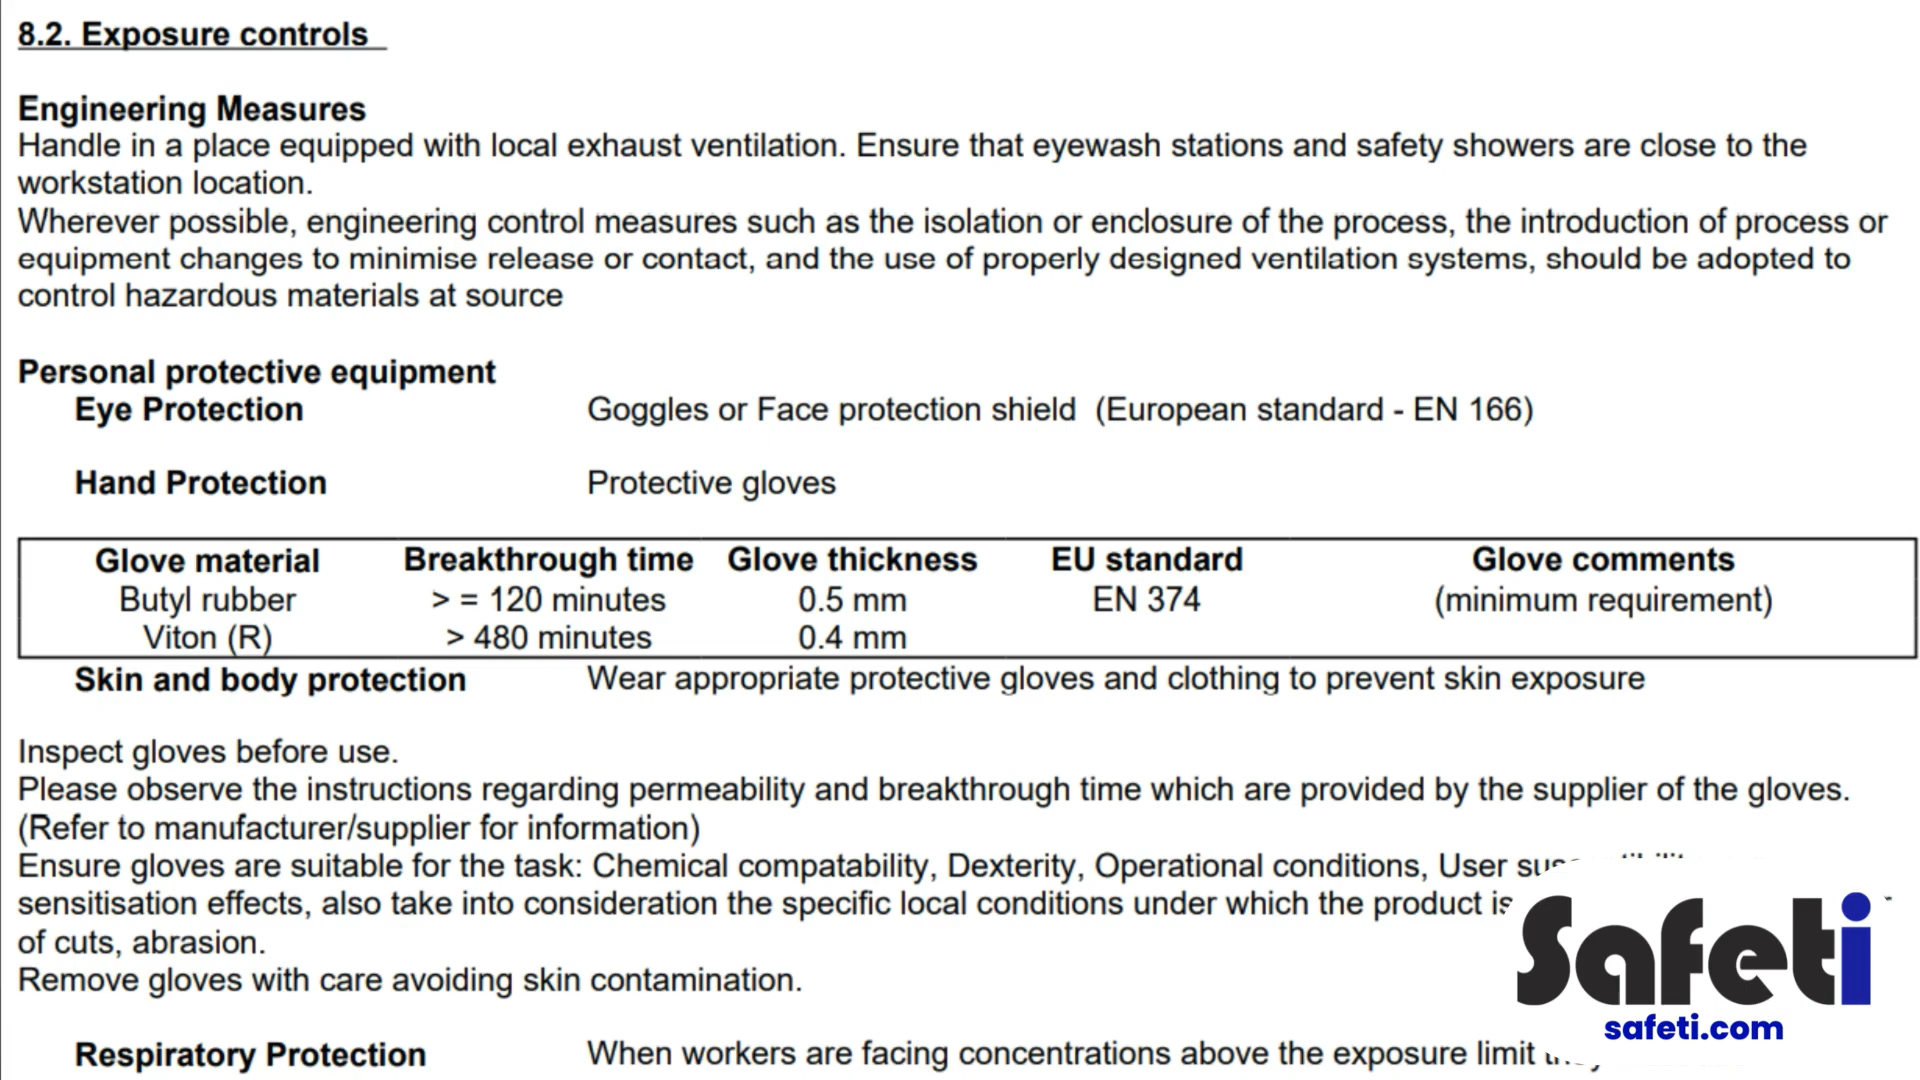 8.2. Exposure controls
Engineering Measures
Handle in a place equipped with local exhaust ventilation. Ensure that eyewash stations and safety showers are close to the
workstation location.
Wherever possible, engineering control measures such as the isolation or enclosure of the process, the introduction of process or
equipment changes to minimise release or contact, and the use of properly designed ventilation systems, should be adopted to
control hazardous materials at source
Personal protective equipment
Eye Protection Goggles or Face protection shield (European standard - EN 166)
Hand Protection Protective gloves
Glove material Breakthrough time Glove thickness EU standard Glove comments
Butyl rubber > = 120 minutes 0.5 mm EN 374 (minimum requirement)
Viton (R) > 480 minutes 0.4 mm
Skin and body protection Wear appropriate protective gloves and clothing to prevent skin exposure
Inspect gloves before use.
Please observe the instructions regarding permeability and breakthrough time which are provided by the supplier of the gloves.
(Refer to manufacturer/supplier for information)
Ensure gloves are suitable for the task: Chemical compatability, Dexterity, Operational conditions, User
sensitisation effects, also take into consideration the specific local conditions under which the product is
of cuts, abrasion.
Remove gloves with care avoiding skin contamination.
Respiratory Protection When workers are facing concentrations above the exposure limit
Safeti
safeti.com